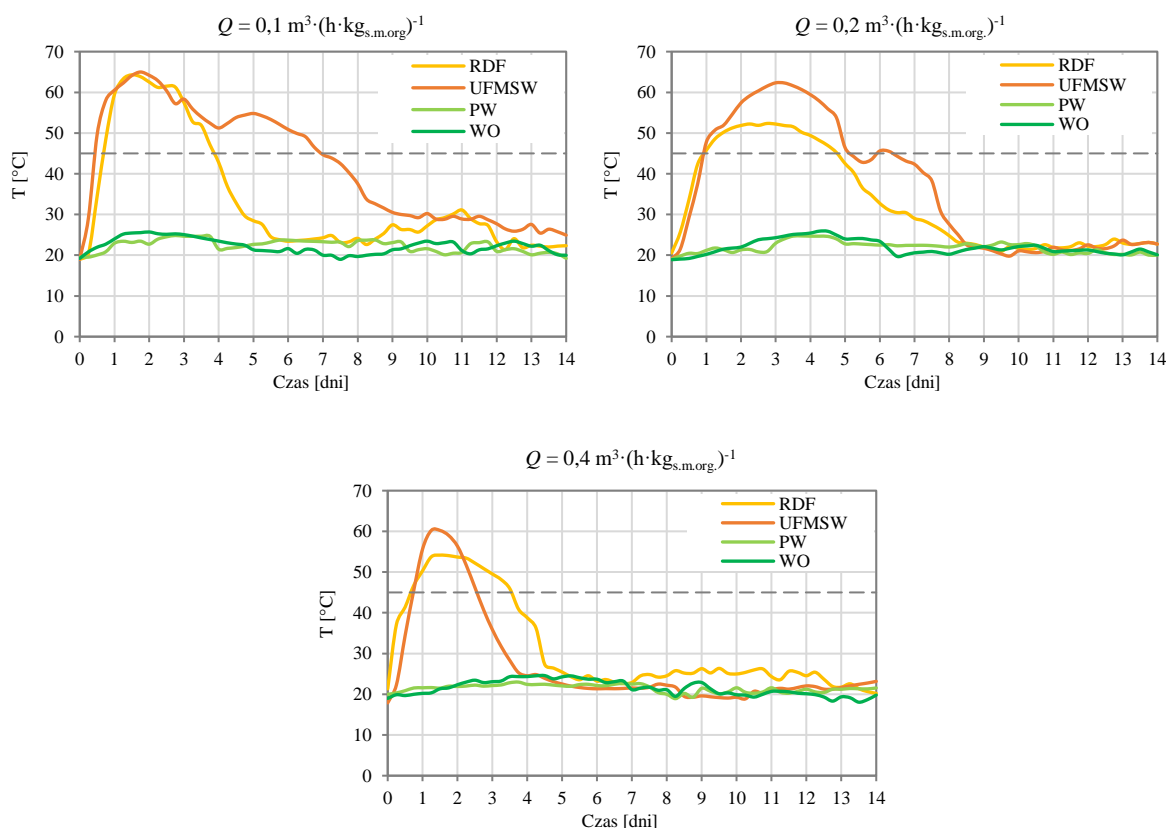 Q = 0,1 m³·(h·kg_s.m.org)⁻¹
70
60
50
40
30
20
10
0
T [°C]
RDF
UFMSW
PW
WO
0 1 2 3 4 5 6 7 8 9 10 11 12 13 14
Czas [dni]
Q = 0,2 m³·(h·kg_s.m.org.)⁻¹
70
60
50
40
30
20
10
0
T [°C]
RDF
UFMSW
PW
WO
0 1 2 3 4 5 6 7 8 9 10 11 12 13 14
Czas [dni]
Q = 0,4 m³·(h·kg_s.m.org.)⁻¹
70
60
50
40
30
20
10
0
T [°C]
RDF
UFMSW
PW
WO
0 1 2 3 4 5 6 7 8 9 10 11 12 13 14
Czas [dni]